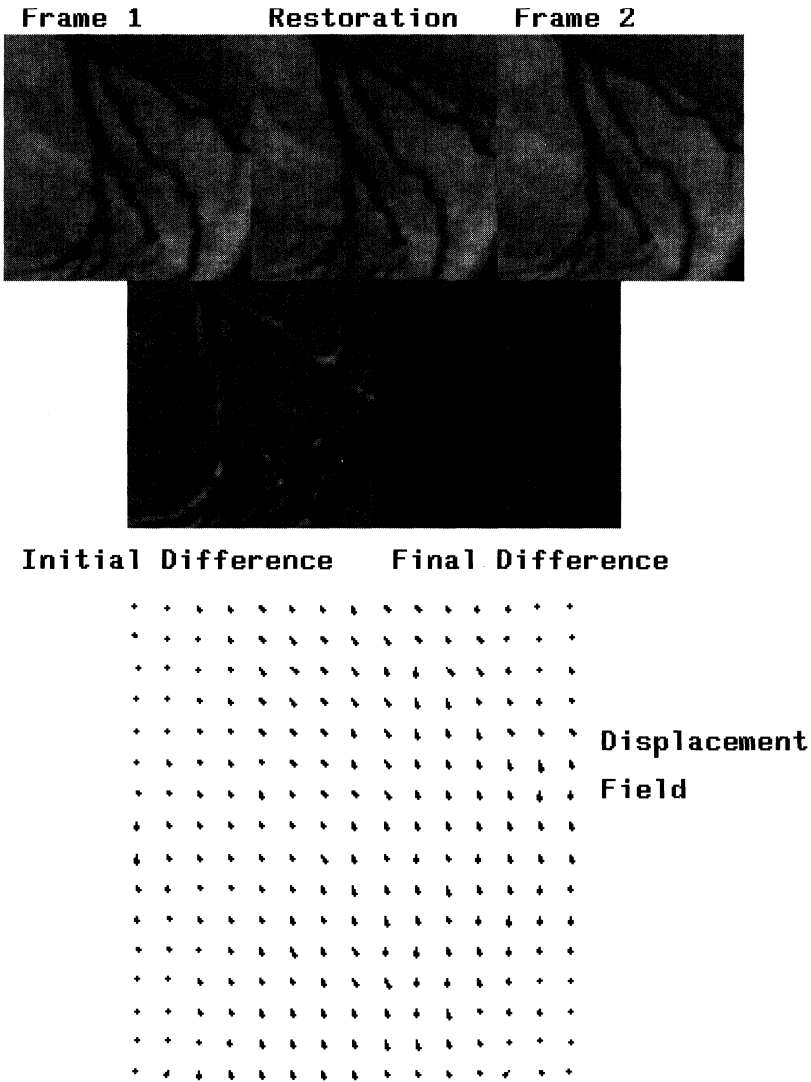 Frame 1 Restoration Frame 2
Initial Difference Final Difference
Displacement
Field